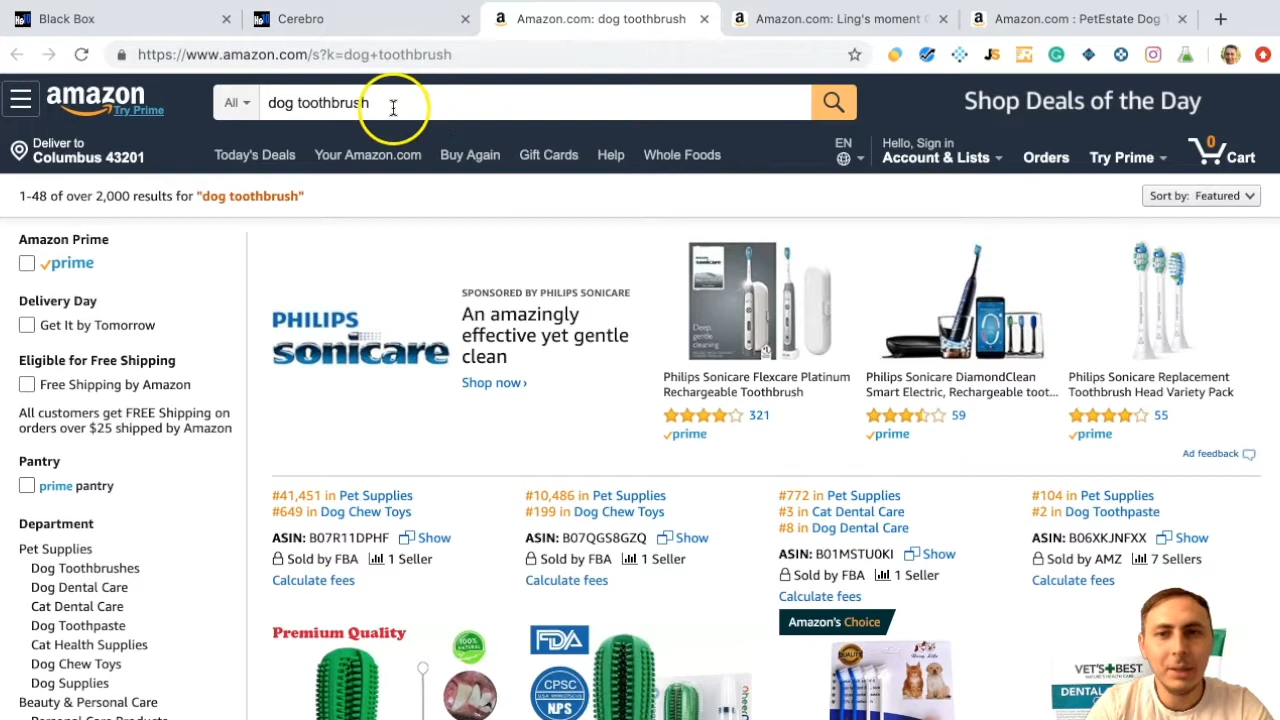 Black Box
Cerebro
Amazon.com: dog toothbrush
Amazon.com: Ling's moment
Amazon.com : PetEstate Dog
https://www.amazon.com/s?k=dog+toothbrush
JS
amazon
Try Prime
All
dog toothbrush
Shop Deals of the Day
Deliver to
Columbus 43201
Today's Deals
Your Amazon.com
Buy Again
Gift Cards
Help
Whole Foods
EN
Hello, Sign in
Account & Lists
Orders
Try Prime
0
Cart
1-48 of over 2,000 results for "dog toothbrush"
Sort by: Featured
Amazon Prime
prime
Delivery Day
Get It by Tomorrow
Eligible for Free Shipping
Free Shipping by Amazon
All customers get FREE Shipping on
orders over $25 shipped by Amazon
Pantry
prime pantry
Department
Pet Supplies
Dog Toothbrushes
Dog Dental Care
Cat Dental Care
Dog Toothpaste
Cat Health Supplies
Dog Chew Toys
Dog Supplies
Beauty & Personal Care
Personal Care Products
PHILIPS
sonicare
SPONSORED BY PHILIPS SONICARE
An amazingly
effective yet gentle
clean
Shop now ›
Philips Sonicare Flexcare Platinum
Rechargeable Toothbrush
321
prime
Philips Sonicare DiamondClean
Smart Electric, Rechargeable toot...
59
prime
Philips Sonicare Replacement
Toothbrush Head Variety Pack
55
prime
Ad feedback
#41,451 in Pet Supplies
#649 in Dog Chew Toys
ASIN: B07R11DPHF Show
Sold by FBA 1 Seller
Calculate fees
Premium Quality
100%
NATURAL
#10,486 in Pet Supplies
#199 in Dog Chew Toys
ASIN: B07QGS8GZQ Show
Sold by FBA 1 Seller
Calculate fees
FDA
CPSC
NPS
#772 in Pet Supplies
#3 in Cat Dental Care
#8 in Dog Dental Care
ASIN: B01MSTU0KI Show
Sold by FBA 1 Seller
Calculate fees
Amazon's Choice
QUALITY
#104 in Pet Supplies
#2 in Dog Toothpaste
ASIN: B06XKJNFXX Show
Sold by AMZ 7 Sellers
Calculate fees
VET'S+BEST
DENTAL